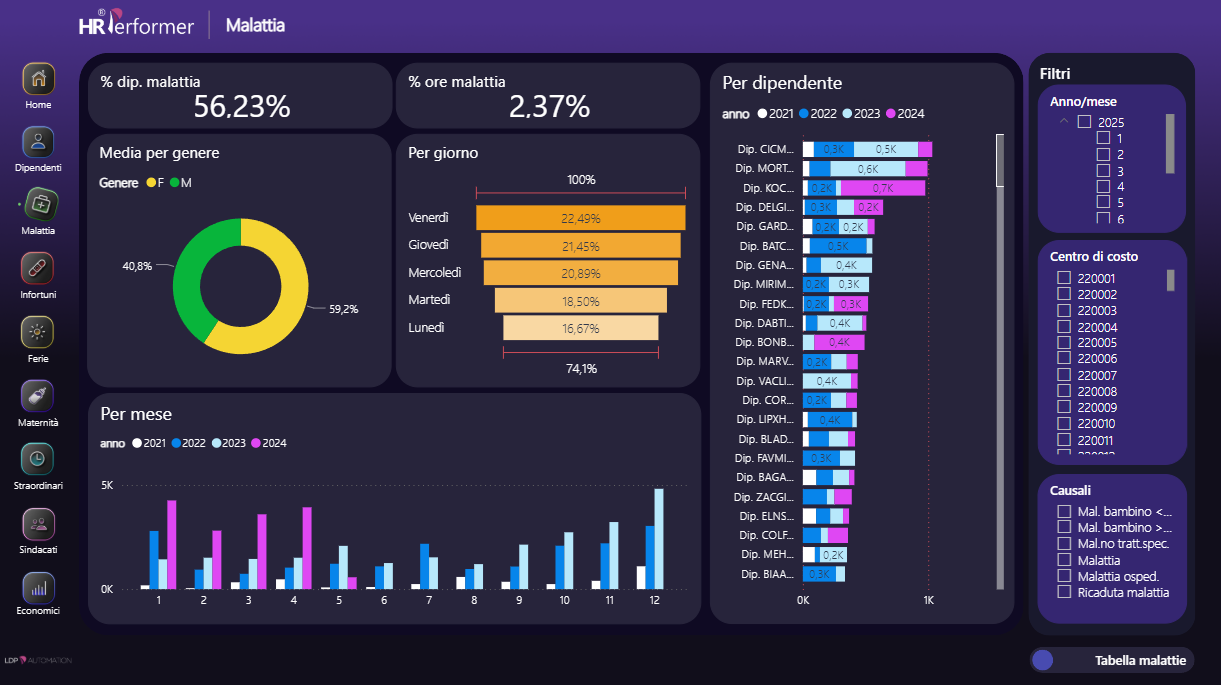 HR Performer®
Malattia
Home
Dipendenti
Malattia
Infortuni
Ferie
Maternità
Straordinari
Sindacati
Economici
LDP AUTOMATION
% dip. malattia
56,23%
% ore malattia
2,37%
Media per genere
Genere F M
40,8%
59,2%
Per giorno
100%
Venerdì 22,49%
Giovedì 21,45%
Mercoledì 20,89%
Martedì 18,50%
Lunedì 16,67%
74,1%
Per mese
anno 2021 2022 2023 2024
5K
0K
1 2 3 4 5 6 7 8 9 10 11 12
Per dipendente
anno 2021 2022 2023 2024
Dip. CICM... 0,3K 0,5K
Dip. MORT... 0,6K
Dip. KOC... 0,2K 0,7K
Dip. DELGI... 0,3K 0,2K
Dip. GARD... 0,2K 0,2K
Dip. BATC... 0,5K
Dip. GENA... 0,4K
Dip. MIRIM... 0,2K 0,3K
Dip. FEDK... 0,2K 0,3K
Dip. DABTI... 0,4K
Dip. BONB... 0,4K
Dip. MARV... 0,2K
Dip. VACLI... 0,4K
Dip. COR... 0,2K
Dip. LIPXH... 0,4K
Dip. BLAD...
Dip. FAVMI... 0,3K
Dip. BAGA...
Dip. ZACGI...
Dip. ELNS...
Dip. COLF...
Dip. MEH... 0,2K
Dip. BIAA... 0,3K
0K 1K
Filtri
Anno/mese
2025
1
2
3
4
5
6
Centro di costo
220001
220002
220003
220004
220005
220006
220007
220008
220009
220010
220011
Causali
Mal. bambino <...
Mal. bambino >...
Mal.no tratt.spec.
Malattia
Malattia osped.
Ricaduta malattia
Tabella malattie